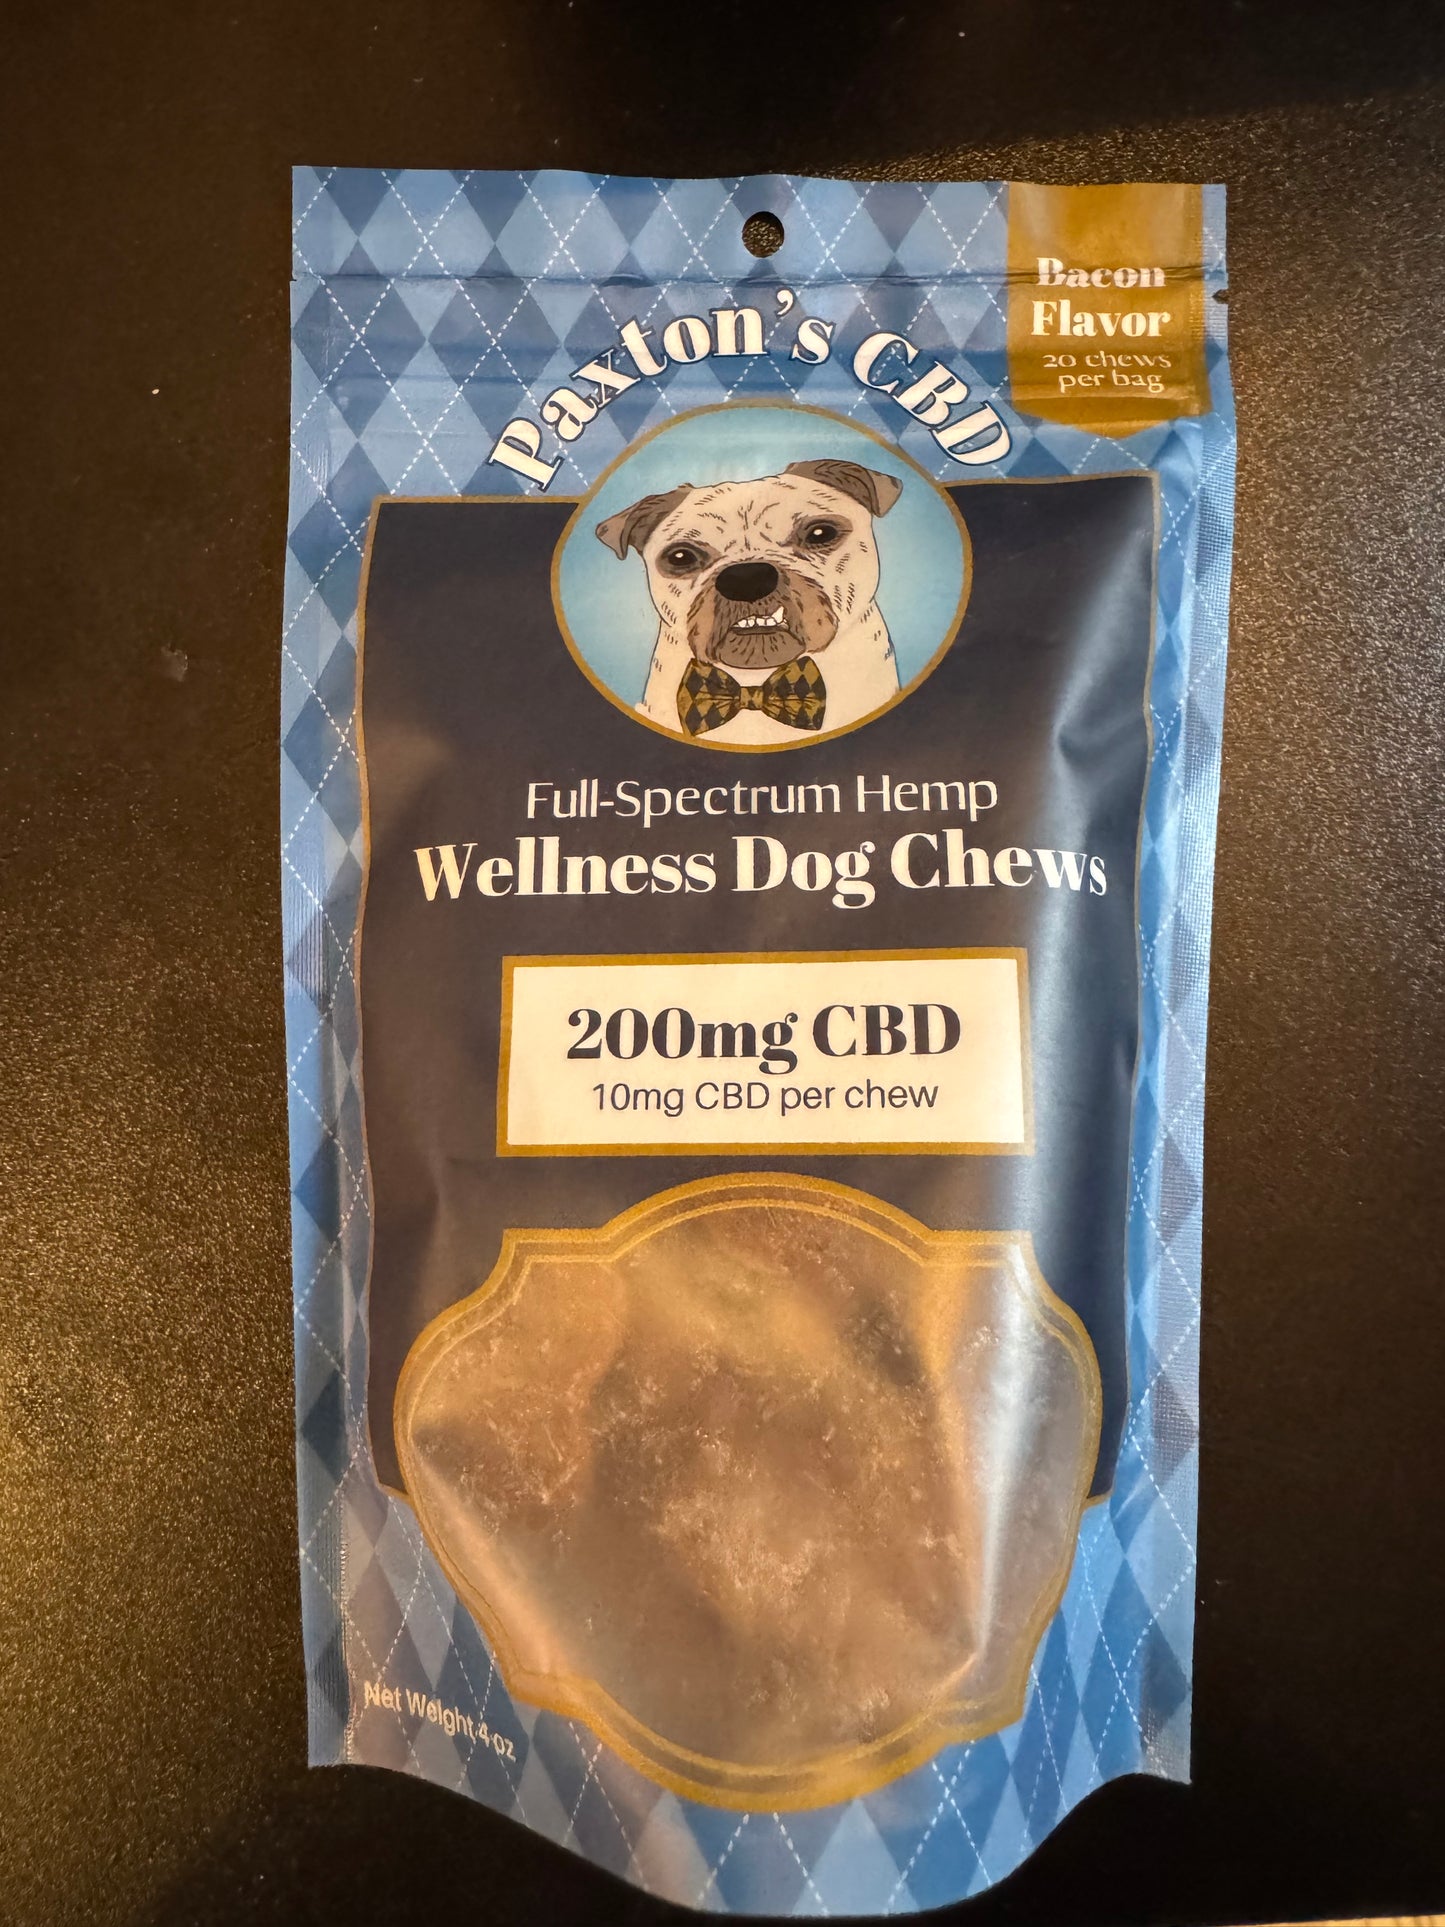 Bacon
Flavor
20 chews
per bag
Paxton's CBD
Full-Spectrum Hemp
Wellness Dog Chews
200mg CBD
10mg CBD per chew
Net Weight 4 oz